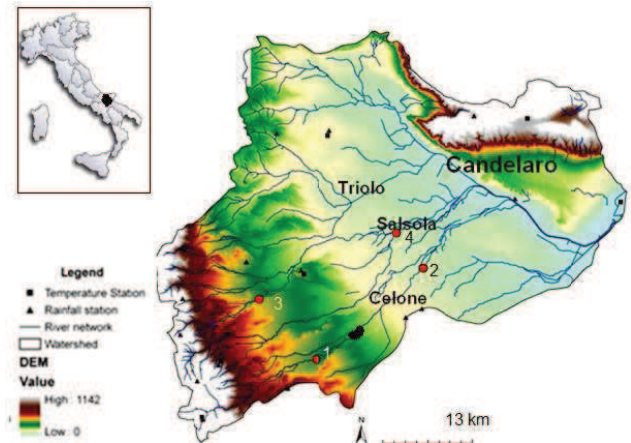 Candelaro
Triolo
Salsola
4
2
Celone
3
1
Legend
Temperature Station
Rainfall station
River network
Watershed
DEM
Value
High : 1142
Low : 0
N
13 km